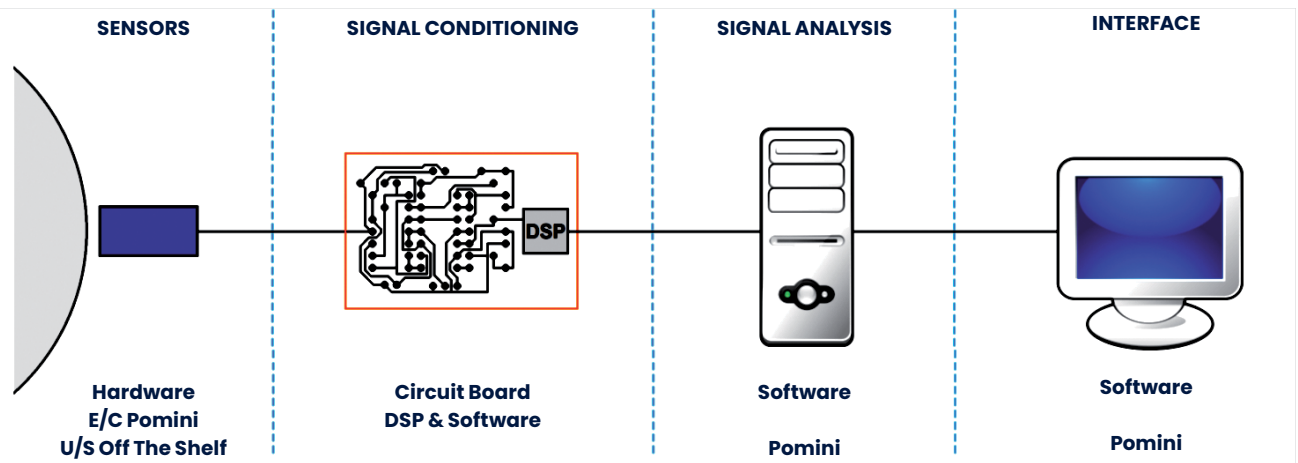 SENSORS
SIGNAL CONDITIONING
SIGNAL ANALYSIS
INTERFACE
DSP
Hardware
E/C Pomini
U/S Off The Shelf
Circuit Board
DSP & Software
Software
Pomini
Software
Pomini